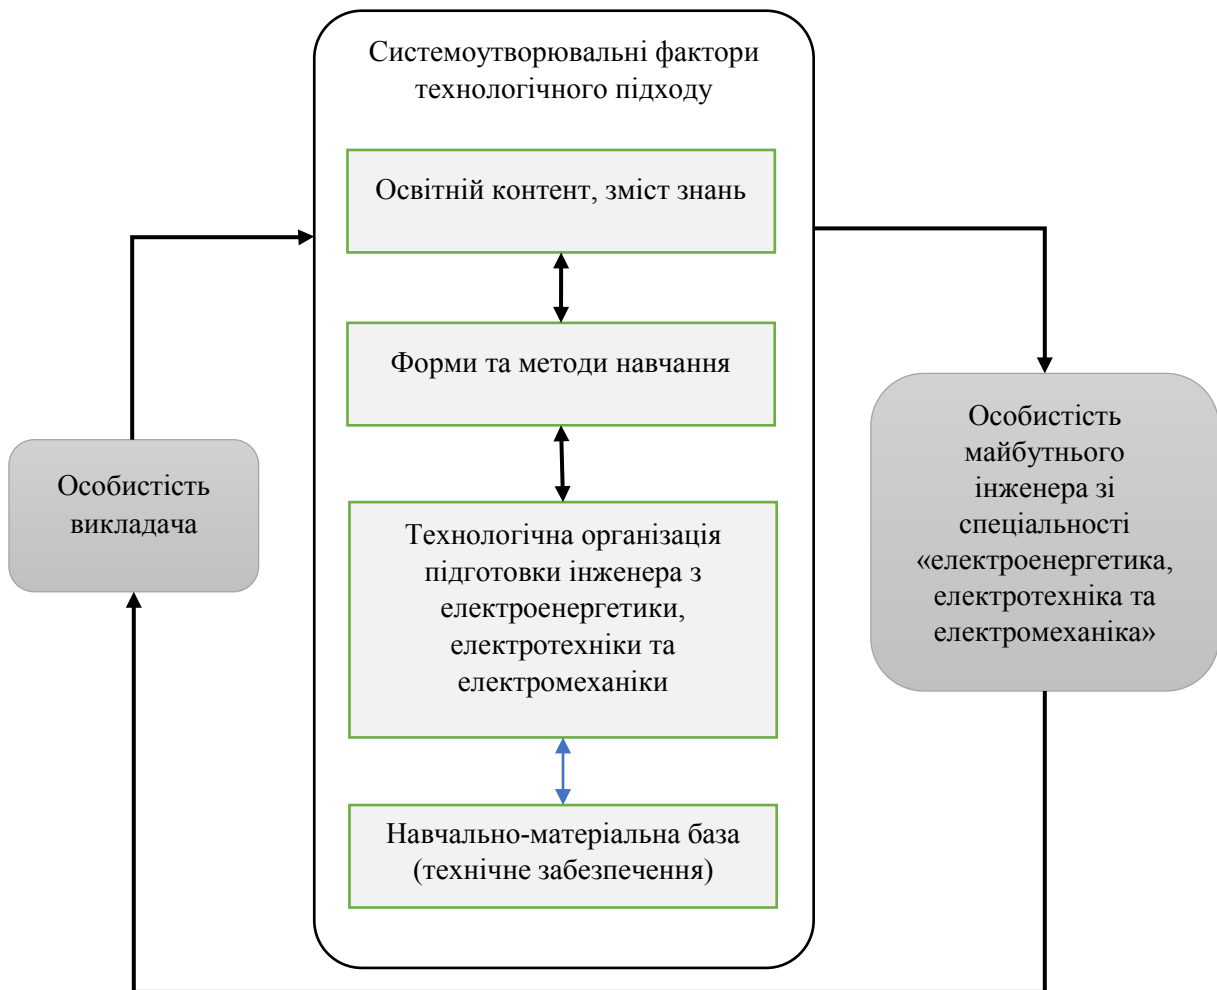 Системоутворювальні фактори
технологічного підходу
Освітній контент, зміст знань
Форми та методи навчання
Особистість
викладача
Технологічна організація
підготовки інженера з
електроенергетики,
електротехніки та
електромеханіки
Навчально-матеріальна база
(технічне забезпечення)
Особистість
майбутнього
інженера зі
спеціальності
«електроенергетика,
електротехніка та
електромеханіка»